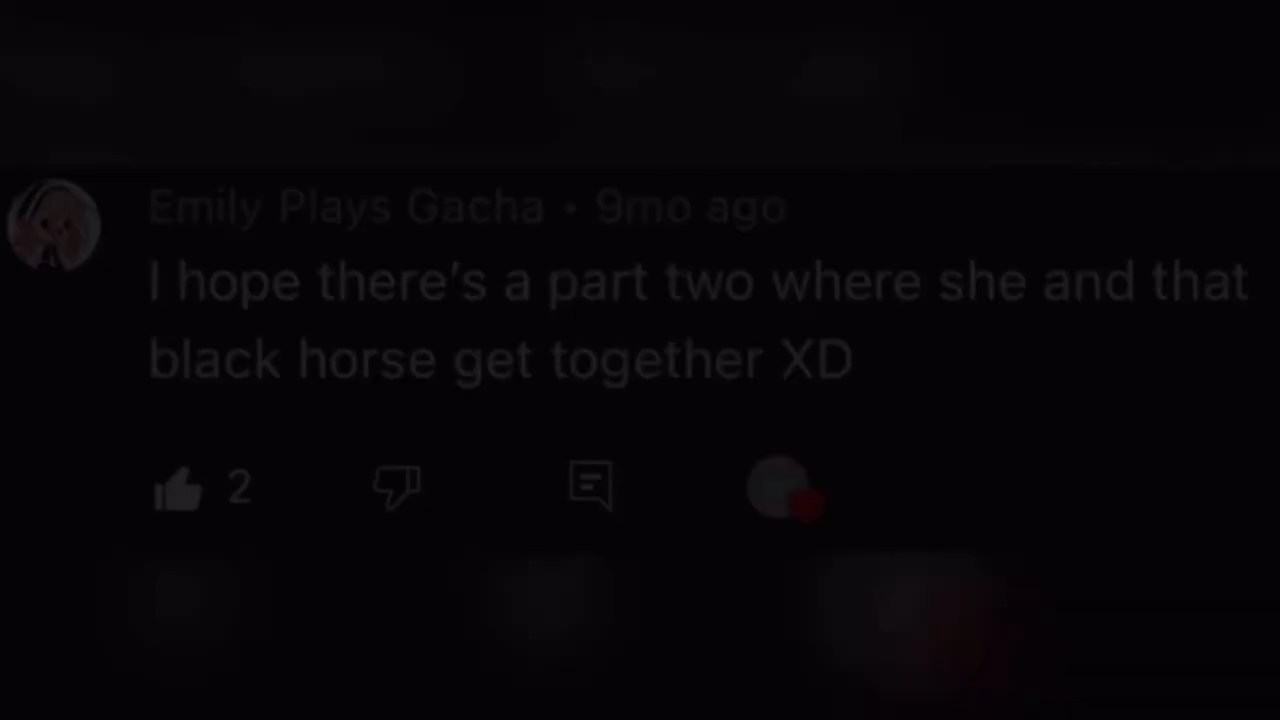 Emily Plays Gacha • 9mo ago
I hope there's a part two where she and that
black horse get together XD
2